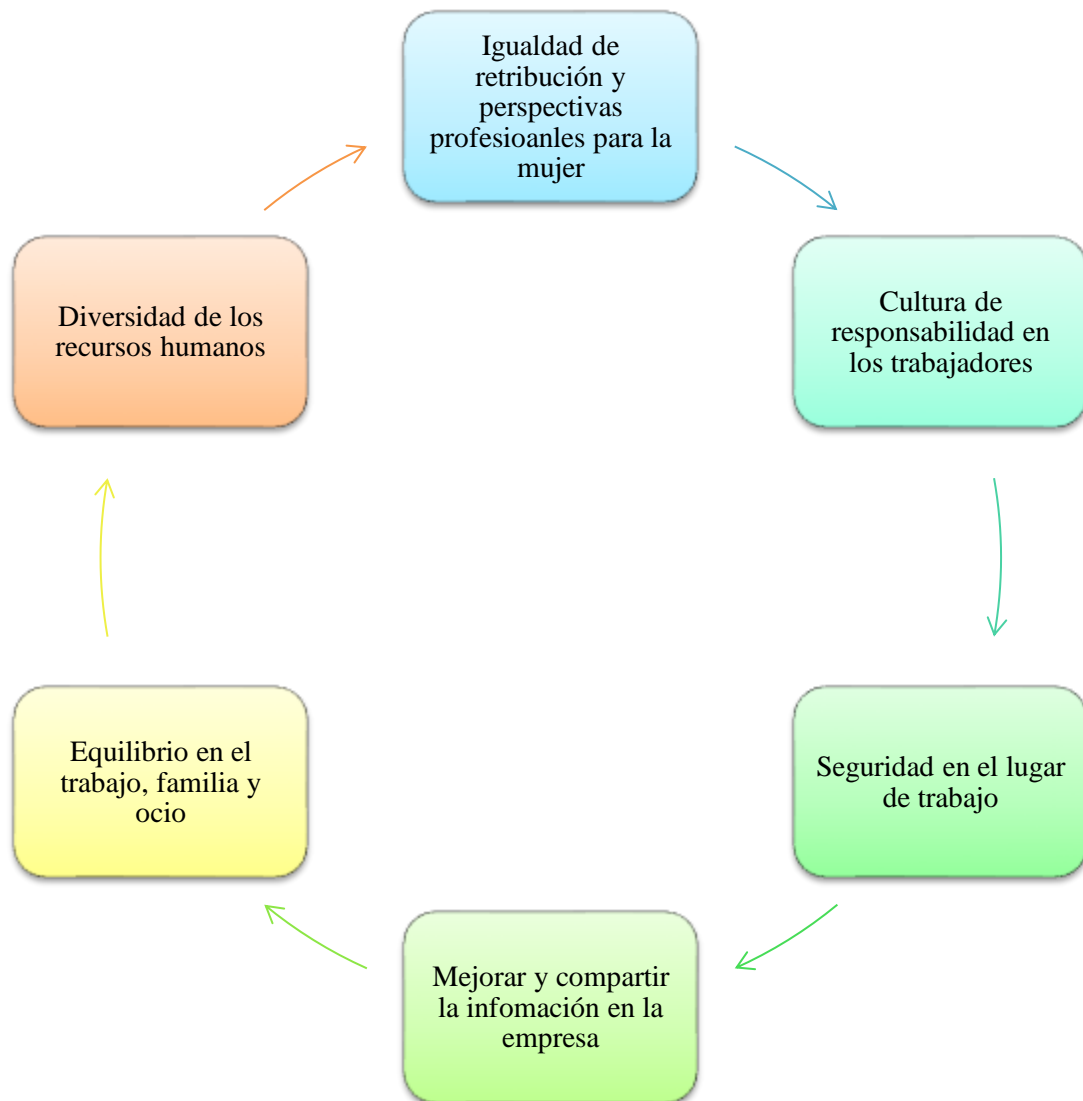 Igualdad de
retribución y
perspectivas
profesioanles para la
mujer
Cultura de
responsabilidad en
los trabajadores
Seguridad en el lugar
de trabajo
Mejorar y compartir
la infomación en la
empresa
Equilibrio en el
trabajo, familia y
ocio
Diversidad de los
recursos humanos